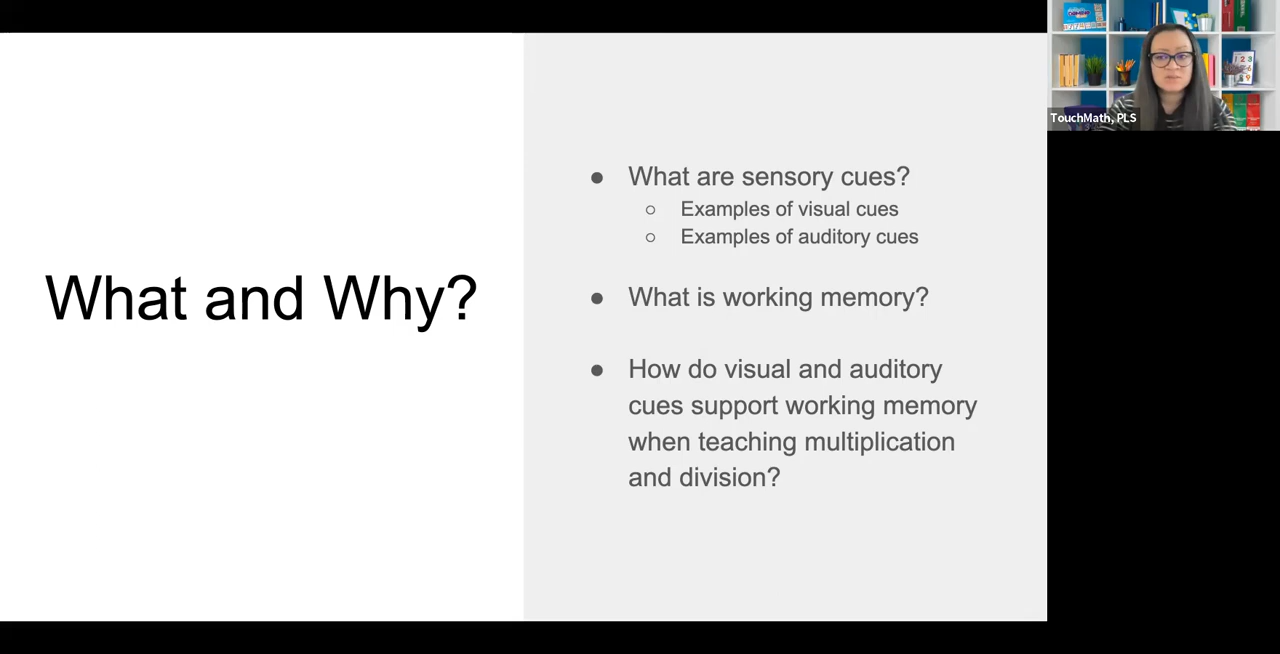 What and Why?
● What are sensory cues?
○ Examples of visual cues
○ Examples of auditory cues
● What is working memory?
● How do visual and auditory
cues support working memory
when teaching multiplication
and division?
TouchMath, PLS